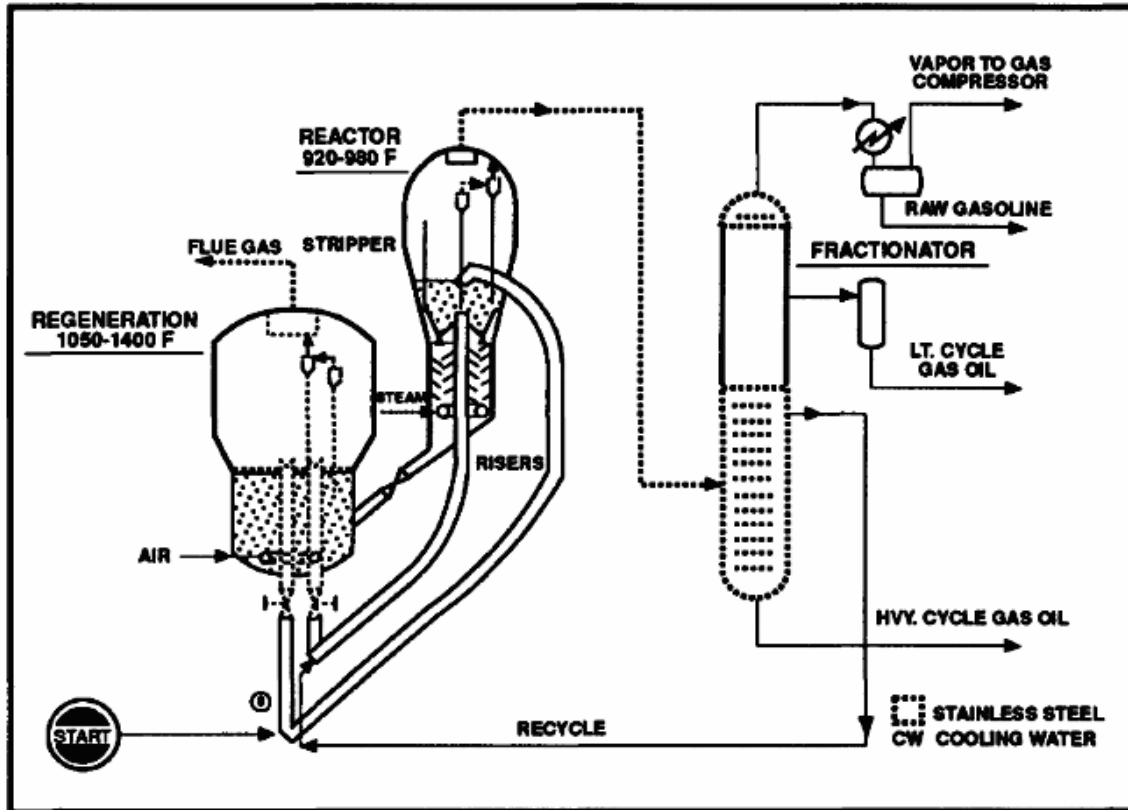 VAPOR TO GAS
COMPRESSOR
REACTOR
920-980 F
RAW GASOLINE
FLUE GAS
STRIPPER
FRACTIONATOR
REGENERATION
1050-1400 F
LT. CYCLE
GAS OIL
STEAM
RISERS
AIR
HVY. CYCLE GAS OIL
START
RECYCLE
STAINLESS STEEL
CW COOLING WATER